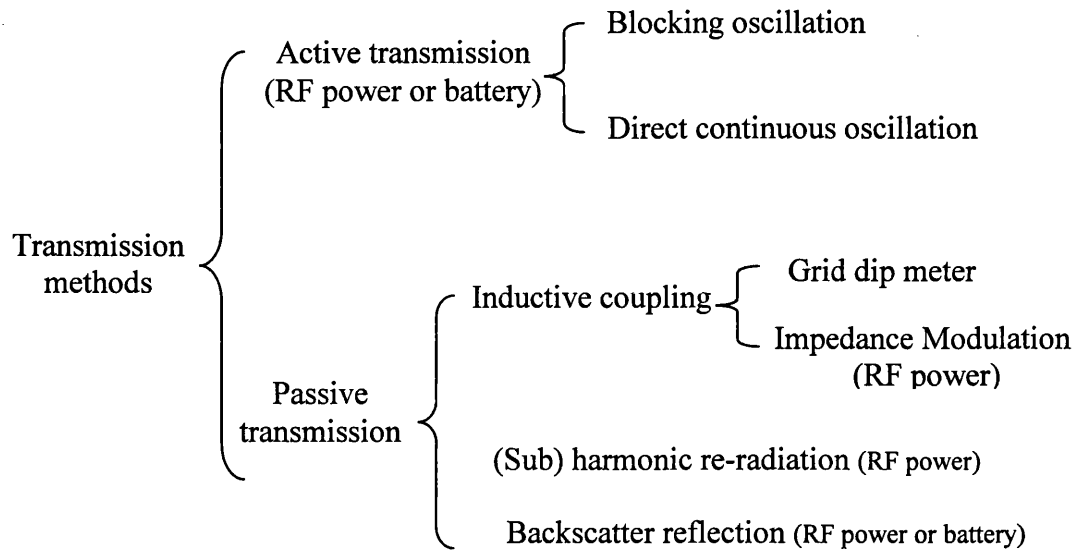 Blocking oscillation
Active transmission
(RF power or battery)
Direct continuous oscillation
Transmission
methods
Grid dip meter
Inductive coupling
Impedance Modulation
(RF power)
Passive
transmission
(Sub) harmonic re-radiation (RF power)
Backscatter reflection (RF power or battery)